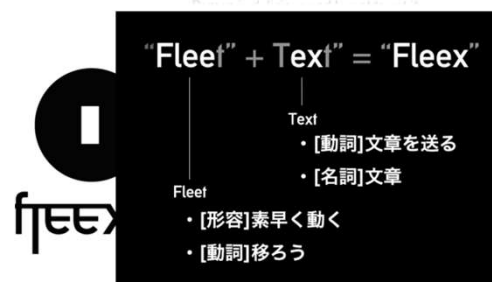 “Fleet” + Text” = “Fleex”
Text
・[動詞]文章を送る
・[名詞]文章
Fleet
・[形容]素早く動く
・[動詞]移ろう
fleex